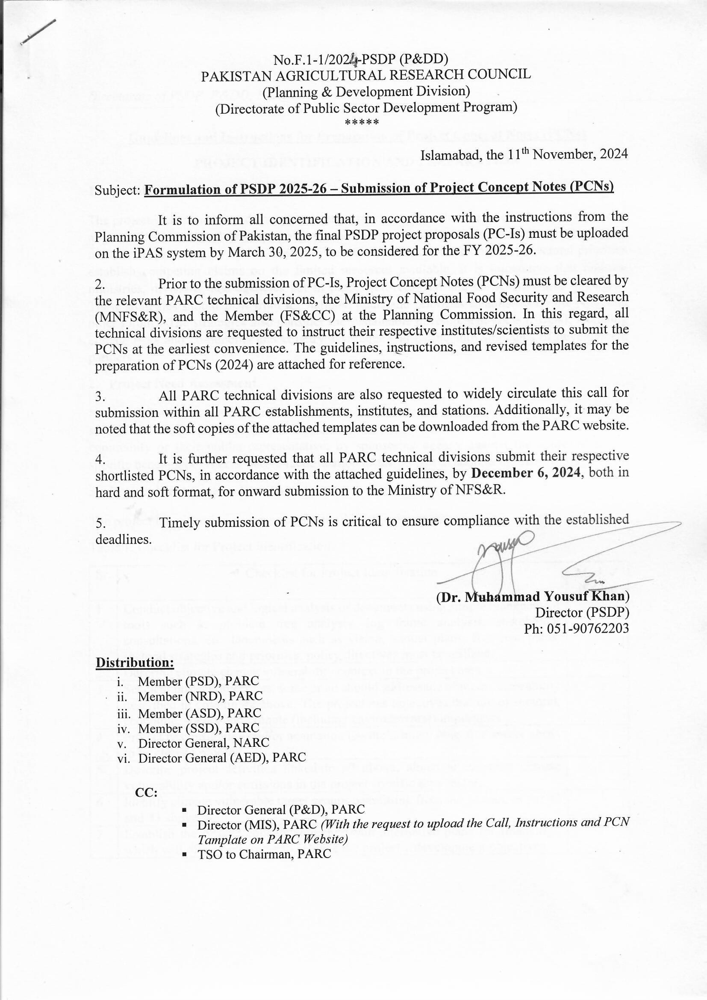 No.F.1-1/2024-PSDP (P&DD)
PAKISTAN AGRICULTURAL RESEARCH COUNCIL
(Planning & Development Division)
(Directorate of Public Sector Development Program)
*****
Islamabad, the 11th November, 2024
Subject: Formulation of PSDP 2025-26 – Submission of Project Concept Notes (PCNs)
It is to inform all concerned that, in accordance with the instructions from the
Planning Commission of Pakistan, the final PSDP project proposals (PC-Is) must be uploaded
on the iPAS system by March 30, 2025, to be considered for the FY 2025-26.
2. Prior to the submission of PC-Is, Project Concept Notes (PCNs) must be cleared by
the relevant PARC technical divisions, the Ministry of National Food Security and Research
(MNFS&R), and the Member (FS&CC) at the Planning Commission. In this regard, all
technical divisions are requested to instruct their respective institutes/scientists to submit the
PCNs at the earliest convenience. The guidelines, instructions, and revised templates for the
preparation of PCNs (2024) are attached for reference.
3. All PARC technical divisions are also requested to widely circulate this call for
submission within all PARC establishments, institutes, and stations. Additionally, it may be
noted that the soft copies of the attached templates can be downloaded from the PARC website.
4. It is further requested that all PARC technical divisions submit their respective
shortlisted PCNs, in accordance with the attached guidelines, by December 6, 2024, both in
hard and soft format, for onward submission to the Ministry of NFS&R.
5. Timely submission of PCNs is critical to ensure compliance with the established
deadlines.
(Dr. Muhammad Yousuf Khan)
Director (PSDP)
Ph: 051-90762203
Distribution:
i. Member (PSD), PARC
ii. Member (NRD), PARC
iii. Member (ASD), PARC
iv. Member (SSD), PARC
v. Director General, NARC
vi. Director General (AED), PARC
CC:
▪ Director General (P&D), PARC
▪ Director (MIS), PARC (With the request to upload the Call, Instructions and PCN
Tamplate on PARC Website)
▪ TSO to Chairman, PARC